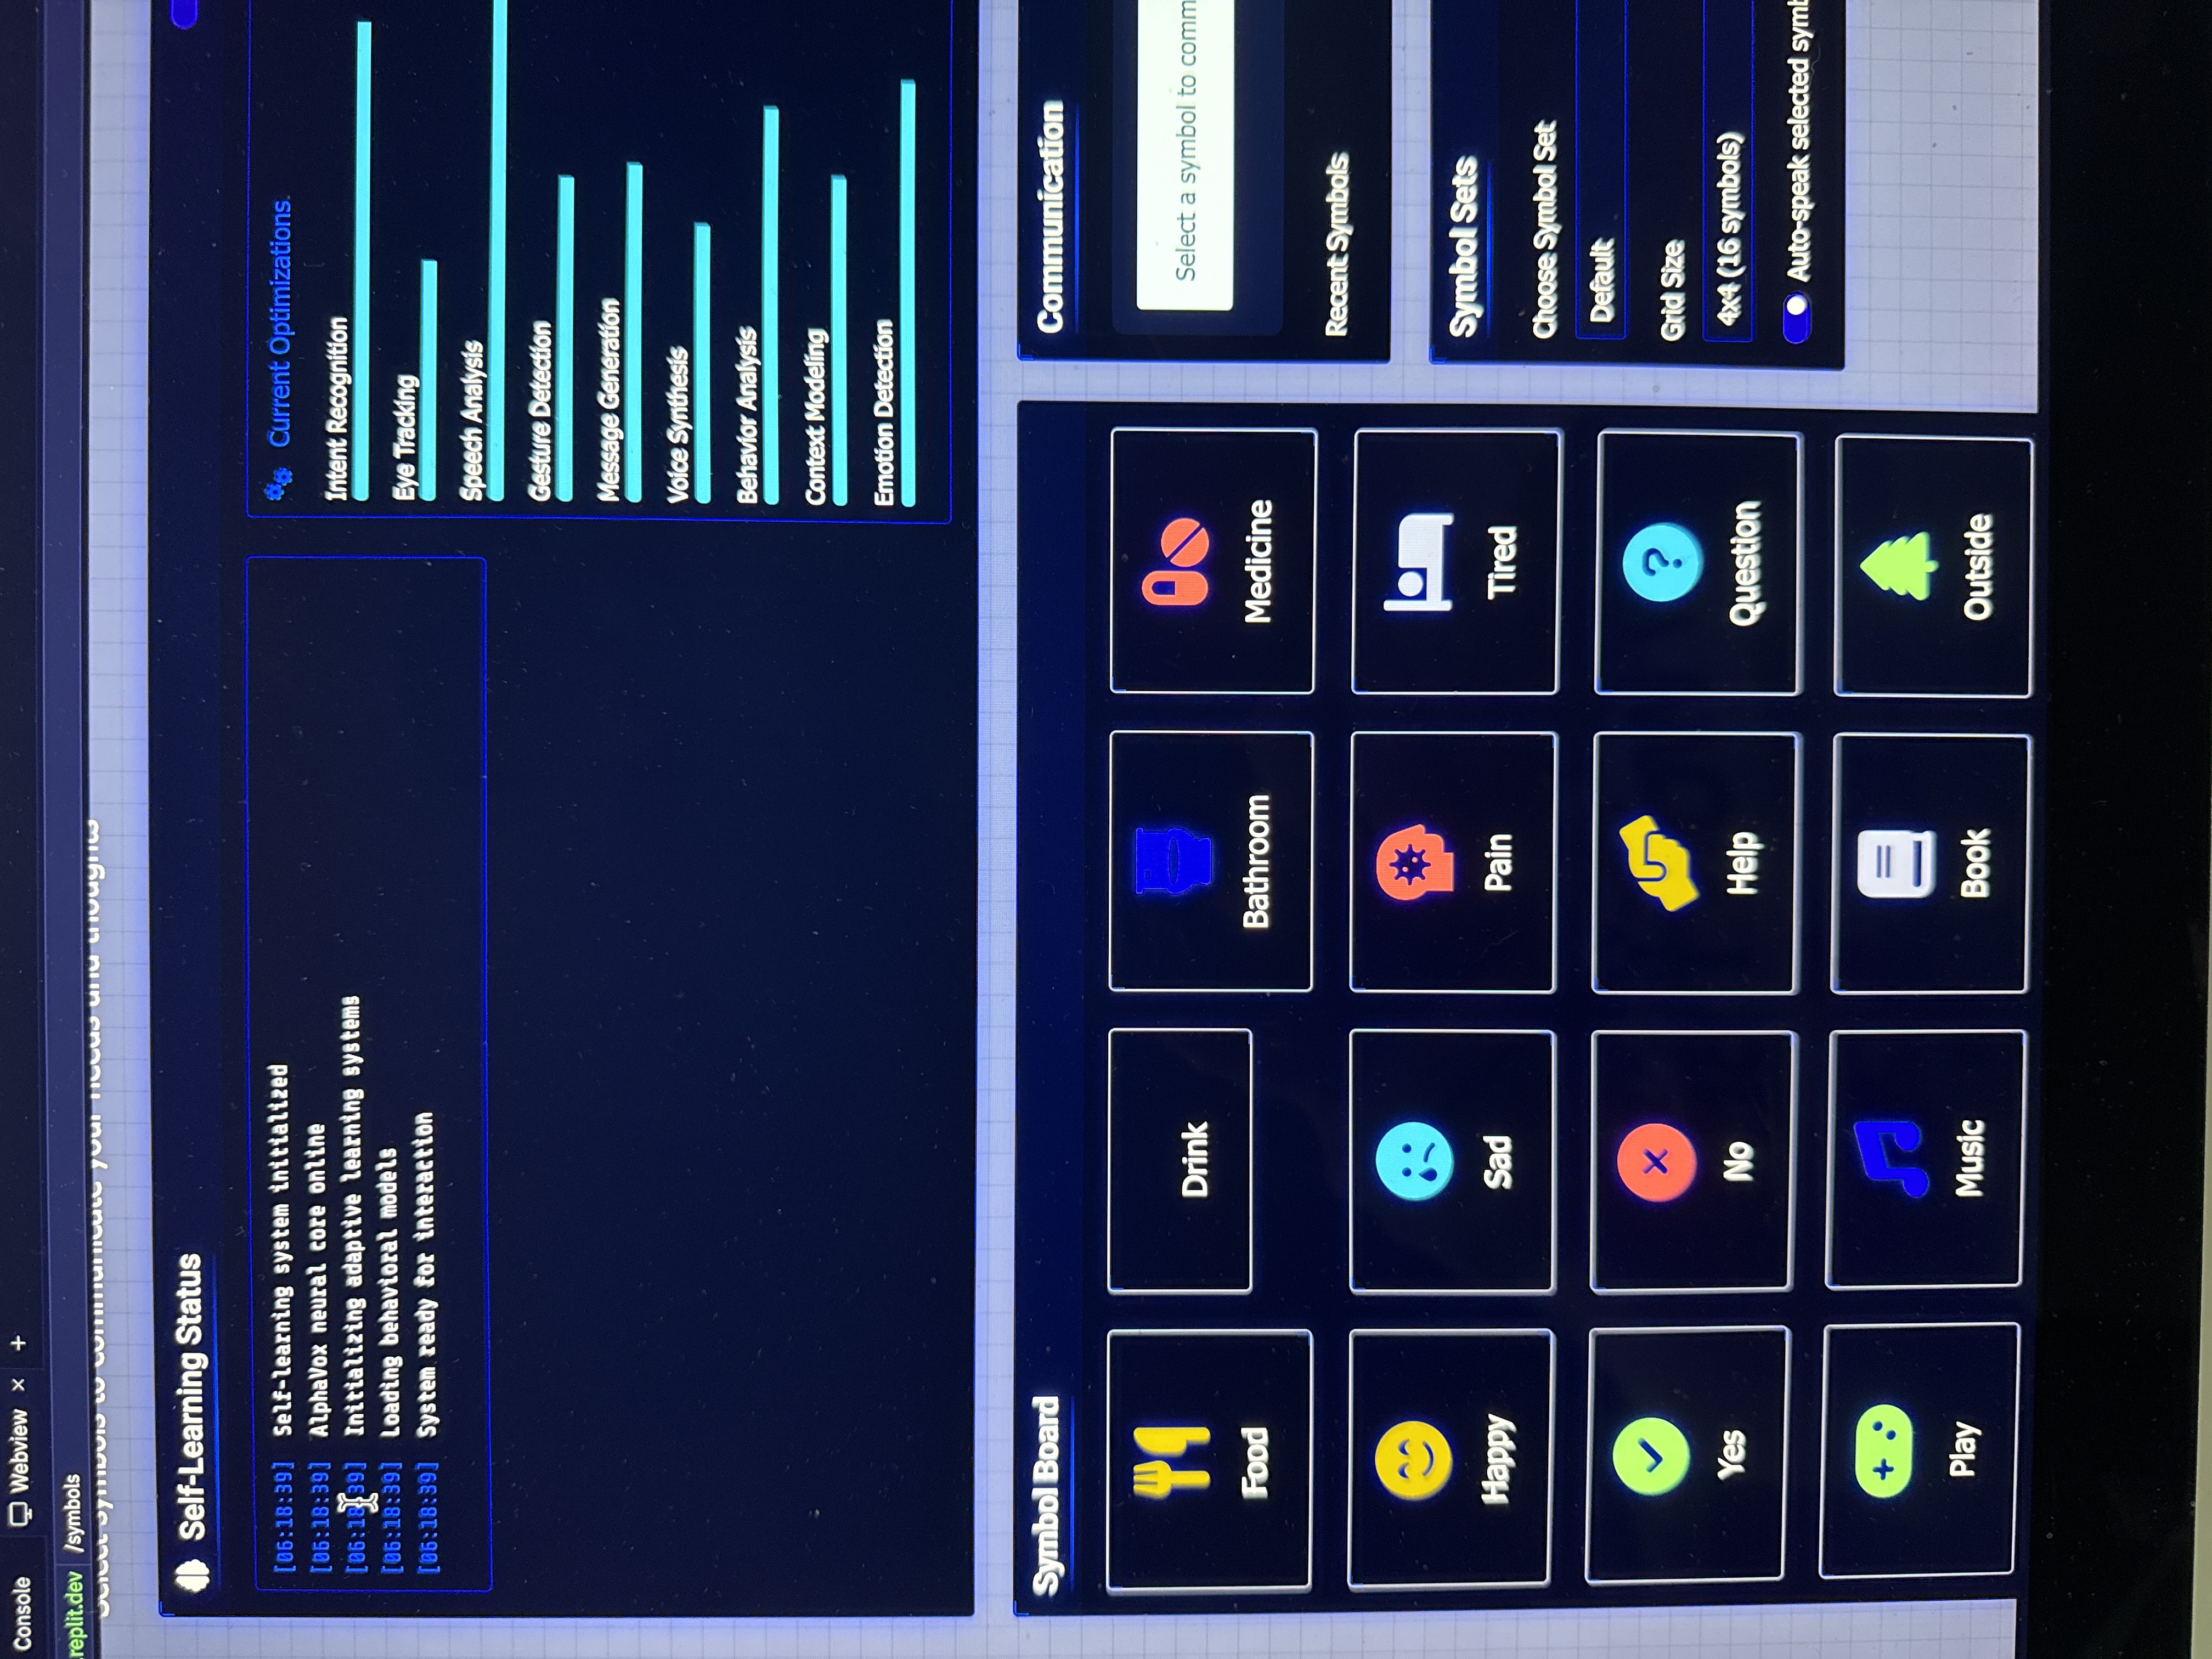 Console
Webview
replit.dev
/symbols
Select symbols to communicate your needs and thoughts
Self-Learning Status
[06:18:39] Self-learning system initialized
[06:18:39] AlphaVox neural core online
[06:18:39] Initializing adaptive learning systems
[06:18:39] Loading behavioral models
[06:18:39] System ready for interaction
Current Optimizations
Intent Recognition
Eye Tracking
Speech Analysis
Gesture Detection
Message Generation
Voice Synthesis
Behavior Analysis
Context Modeling
Emotion Detection
Symbol Board
Food
Drink
Bathroom
Medicine
Happy
Sad
Pain
Tired
Yes
No
Help
Question
Play
Music
Book
Outside
Communication
Select a symbol to comm
Recent Symbols
Symbol Sets
Choose Symbol Set
Default
Grid Size
4x4 (16 symbols)
Auto-speak selected symb